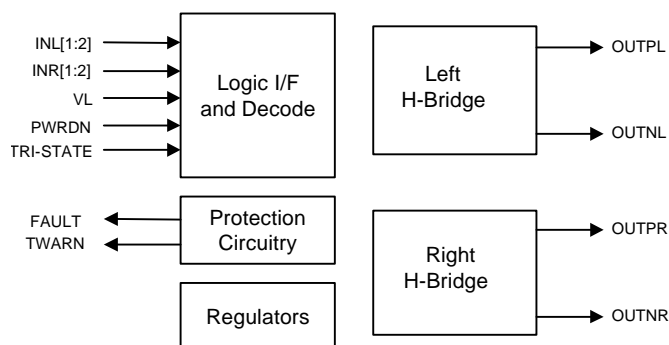 INL[1:2]
INR[1:2]
VL
PWRDN
TRI-STATE
Logic I/F
and Decode
FAULT
TWARN
Protection
Circuitry
Regulators
Left
H-Bridge
OUTPL
OUTNL
Right
H-Bridge
OUTPR
OUTNR